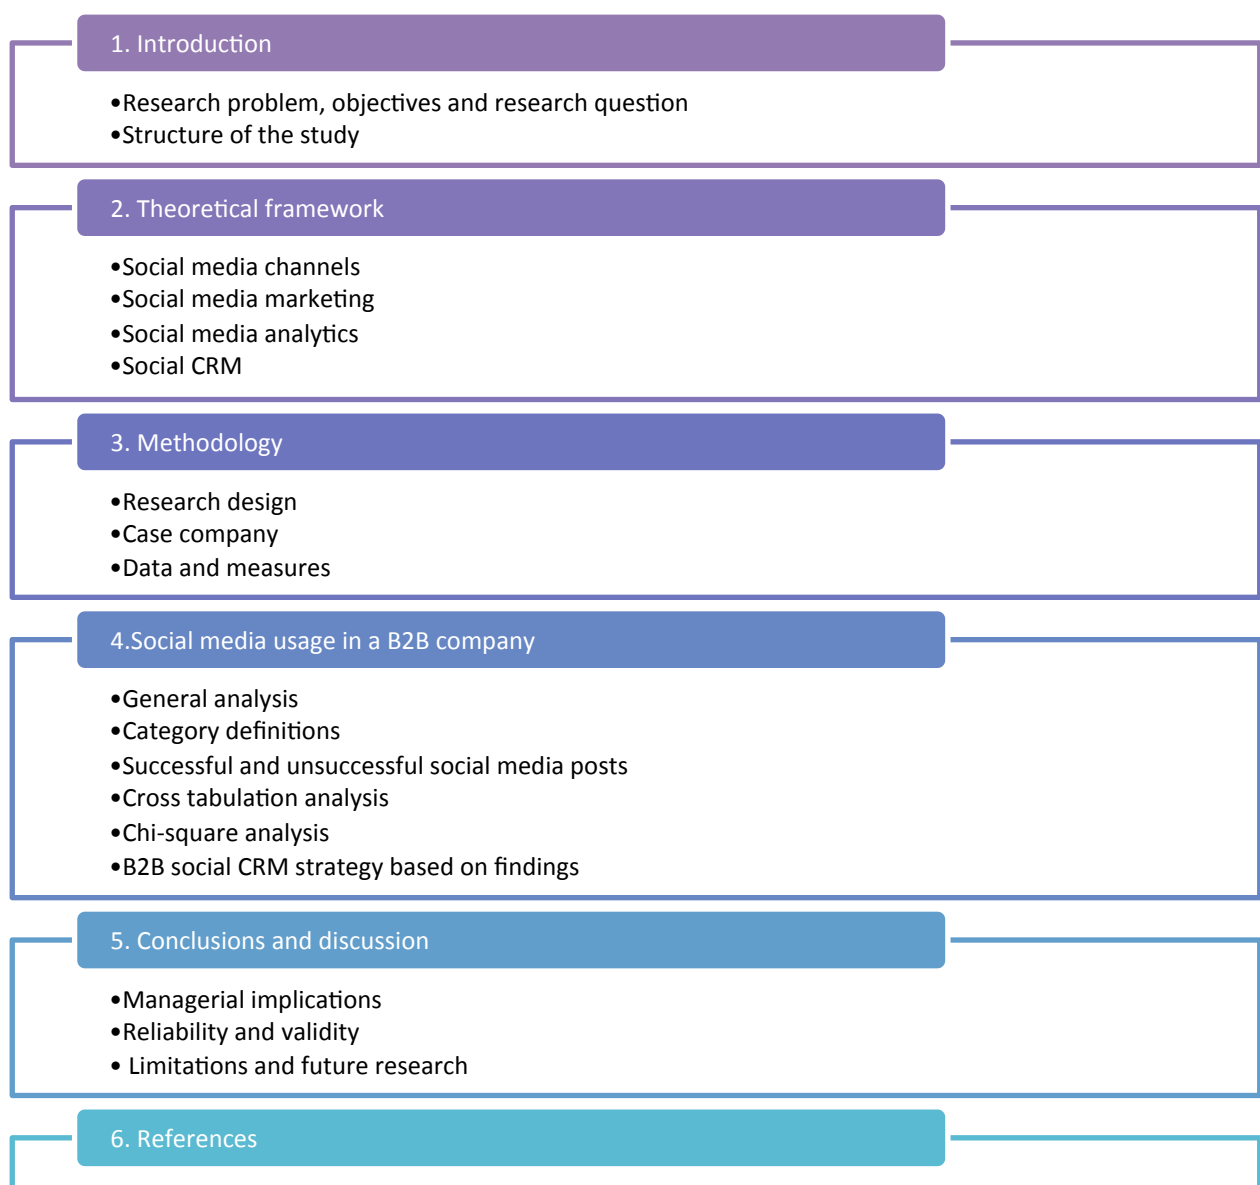 1. Introduction
•Research problem, objectives and research question
•Structure of the study
2. Theoretical framework
•Social media channels
•Social media marketing
•Social media analytics
•Social CRM
3. Methodology
•Research design
•Case company
•Data and measures
4.Social media usage in a B2B company
•General analysis
•Category definitions
•Successful and unsuccessful social media posts
•Cross tabulation analysis
•Chi-square analysis
•B2B social CRM strategy based on findings
5. Conclusions and discussion
•Managerial implications
•Reliability and validity
• Limitations and future research
6. References